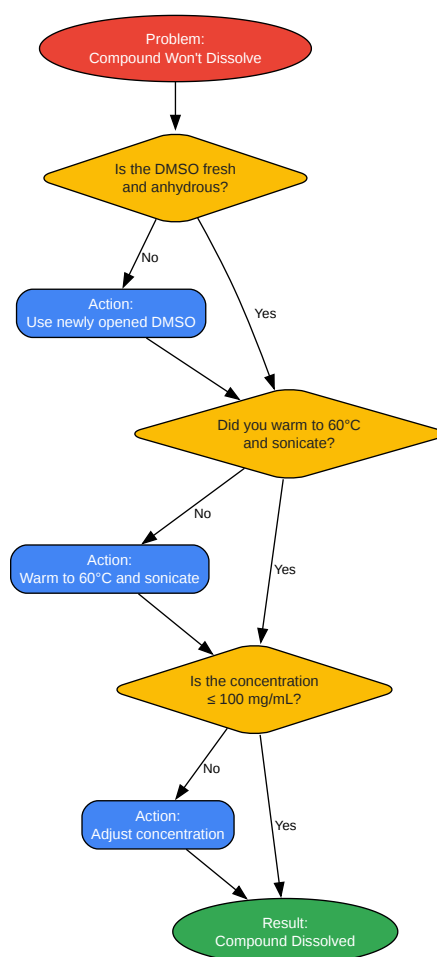 Problem:
Compound Won't Dissolve
Is the DMSO fresh
and anhydrous?
No
Yes
Action:
Use newly opened DMSO
Did you warm to 60°C
and sonicate?
No
Yes
Action:
Warm to 60°C and sonicate
Is the concentration
≤ 100 mg/mL?
No
Yes
Action:
Adjust concentration
Result:
Compound Dissolved